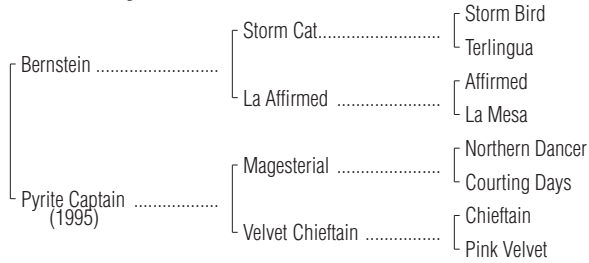 Storm Bird
Storm Cat....................
Terlingua
Bernstein ..........................
Affirmed
La Affirmed ......................
La Mesa
Northern Dancer
Magesterial ......................
Courting Days
Pyrite Captain ..................
(1995)
Chieftain
Velvet Chieftain ................
Pink Velvet